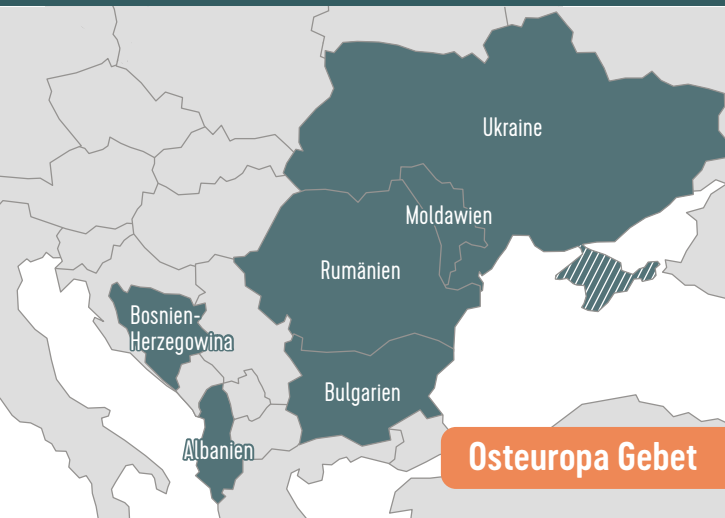 Ukraine
Moldawien
Rumänien
Bosnien-
Herzegowina
Bulgarien
Albanien
Osteuropa Gebet